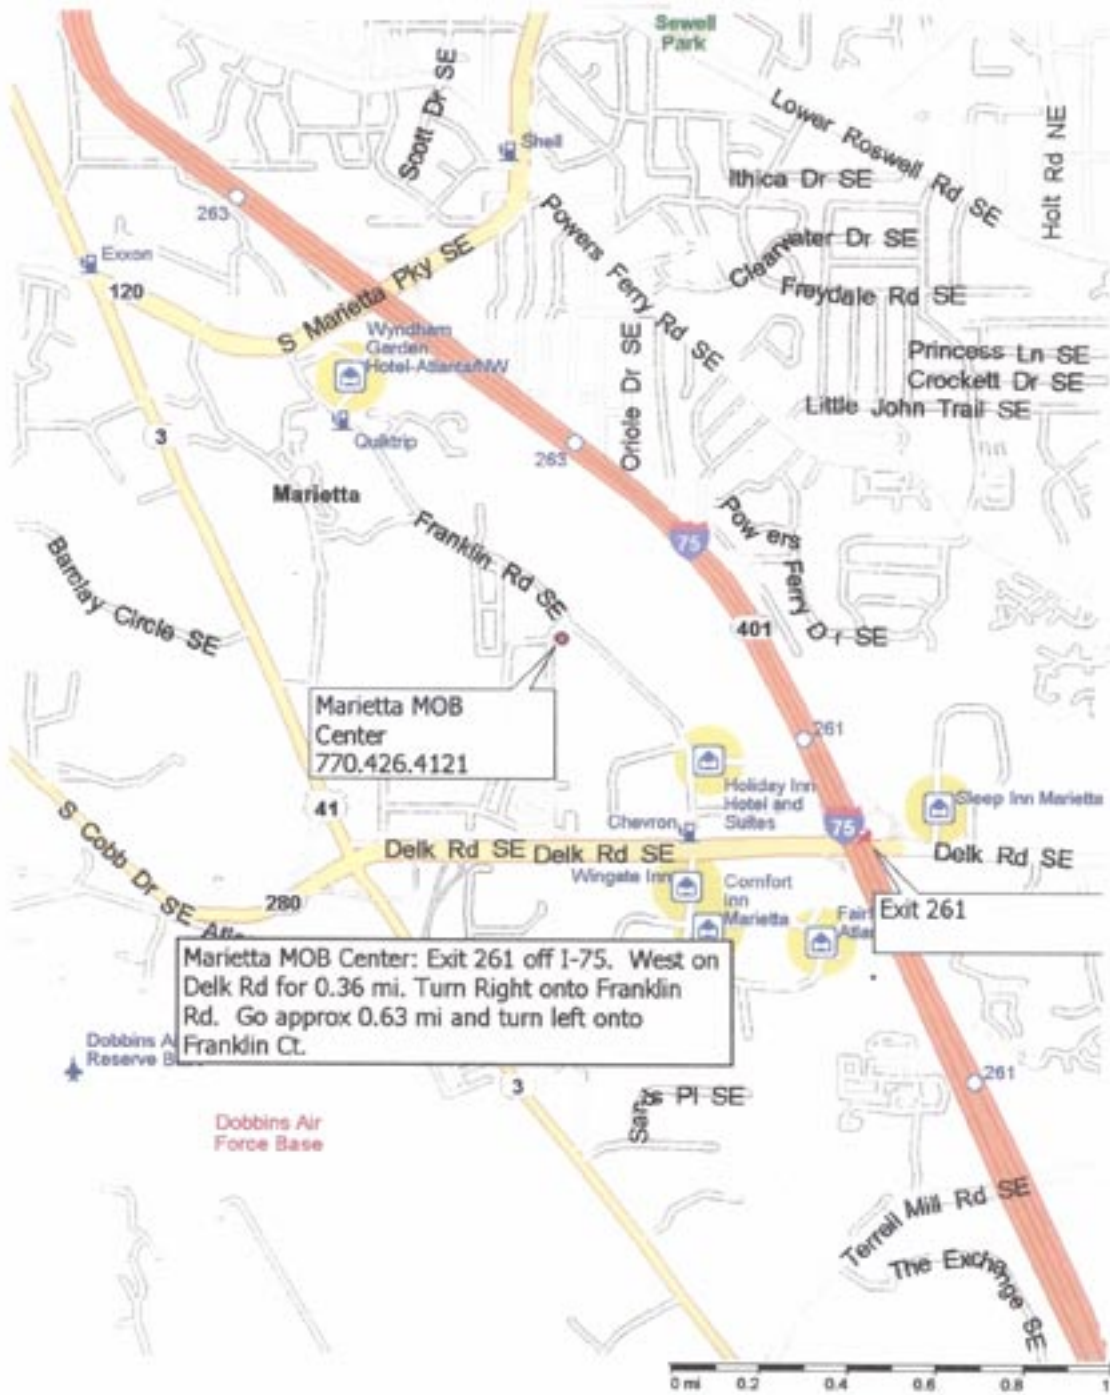 Sewell
Park
Scott Dr SE
Shell
Lower Roswell Rd SE
Holt Rd NE
Ithica Dr SE
263
Powers Ferry Rd SE
Clearwater Dr SE
Exxon
120
S Marietta Pky SE
Freydale Rd SE
Wyndham
Garden
Hotel-Atlanta/NW
Oriole Dr SE
Princess Ln SE
Crockett Dr SE
Little John Trail SE
3
Quiktrip
263
Marietta
Franklin Rd SE
75
Powers Ferry Dr SE
Barclay Circle SE
401
Marietta MOB
Center
770.426.4121
261
Holiday Inn
Hotel and
Suites
Sleep Inn Marietta
41
Chevron
75
S Cobb Dr SE
Delk Rd SE
Delk Rd SE
Delk Rd SE
Wingate Inn
Comfort
Inn
Marietta
280
Exit 261
Marietta MOB Center: Exit 261 off I-75. West on
Delk Rd for 0.36 mi. Turn Right onto Franklin
Rd. Go approx 0.63 mi and turn left onto
Franklin Ct.
Dobbins A
Reserve B
261
3
Pl SE
Dobbins Air
Force Base
Terrell Mill Rd SE
The Exchange SE
0 mi 0.2 0.4 0.6 0.8 1